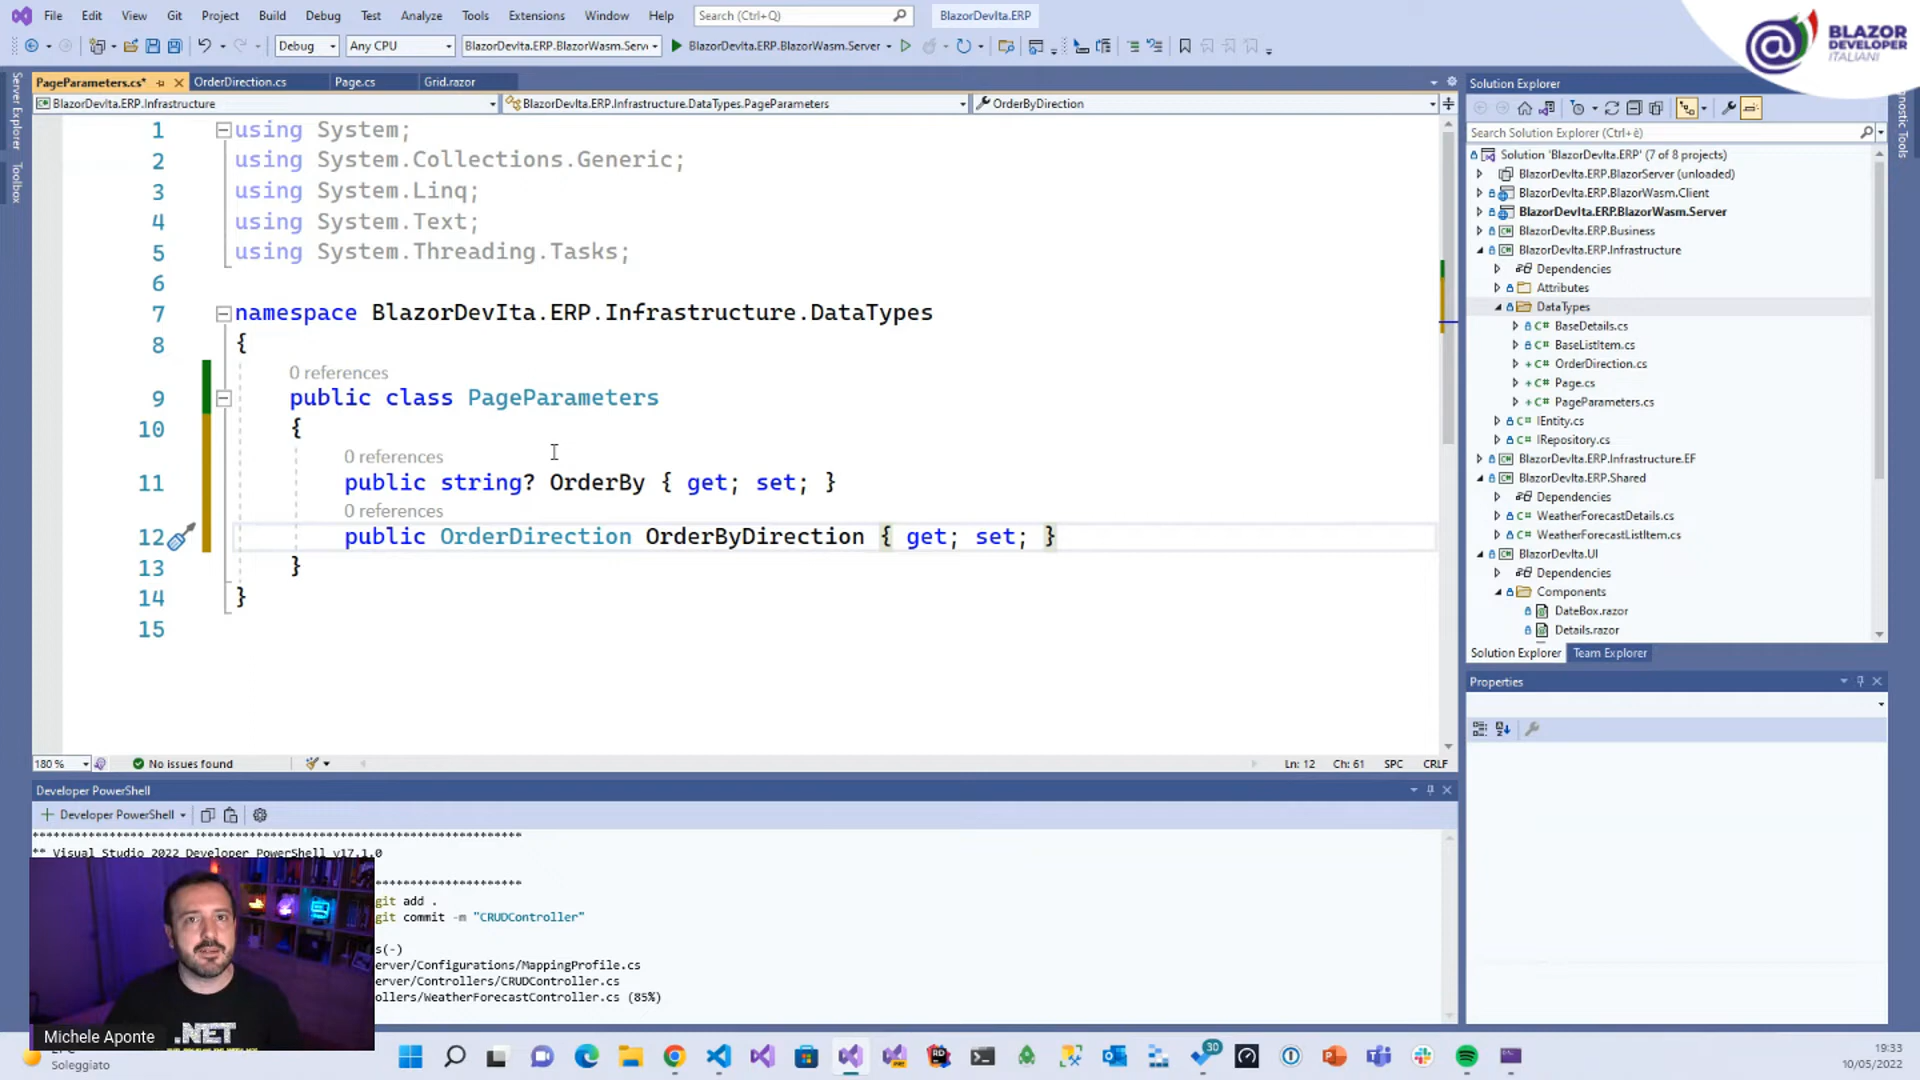 File Edit View Git Project Build Debug Test Analyze Tools Extensions Window Help Search (Ctrl+Q) BlazorDevIta.ERP
BLAZOR
DEVELOPER
ITALIANI
Debug Any CPU BlazorDevIta.ERP.BlazorWasm.Serv BlazorDevIta.ERP.BlazorWasm.Server
PageParameters.cs* OrderDirection.cs Page.cs Grid.razor
BlazorDevIta.ERP.Infrastructure BlazorDevIta.ERP.Infrastructure.DataTypes.PageParameters OrderByDirection
Server Explorer
Toolbox
1 using System;
2 using System.Collections.Generic;
3 using System.Linq;
4 using System.Text;
5 using System.Threading.Tasks;
6
7 namespace BlazorDevIta.ERP.Infrastructure.DataTypes
8 {
0 references
9 public class PageParameters
10 {
0 references
11 public string? OrderBy { get; set; }
0 references
12 public OrderDirection OrderByDirection { get; set; }
13 }
14 }
15
180 % No issues found Ln: 12 Ch: 61 SPC CRLF
Solution Explorer
Search Solution Explorer (Ctrl+è)
Solution 'BlazorDevIta.ERP' (7 of 8 projects)
BlazorDevIta.ERP.BlazorServer (unloaded)
BlazorDevIta.ERP.BlazorWasm.Client
BlazorDevIta.ERP.BlazorWasm.Server
BlazorDevIta.ERP.Business
BlazorDevIta.ERP.Infrastructure
Dependencies
Attributes
DataTypes
C# BaseDetails.cs
C# BaseListItem.cs
+ C# OrderDirection.cs
+ C# Page.cs
+ C# PageParameters.cs
C# IEntity.cs
C# IRepository.cs
BlazorDevIta.ERP.Infrastructure.EF
BlazorDevIta.ERP.Shared
Dependencies
C# WeatherForecastDetails.cs
C# WeatherForecastListItem.cs
BlazorDevIta.UI
Dependencies
Components
DateBox.razor
Details.razor
Solution Explorer Team Explorer
Properties
nostic Tools
Developer PowerShell
+ Developer PowerShell
**********************************************************************
** Visual Studio 2022 Developer PowerShell v17.1.0
git add .
git commit -m "CRUDController"
s(-)
erver/Configurations/MappingProfile.cs
erver/Controllers/CRUDController.cs
ollers/WeatherForecastController.cs (85%)
.NET
Michele Aponte
Soleggiato
30
19:33
10/05/2022